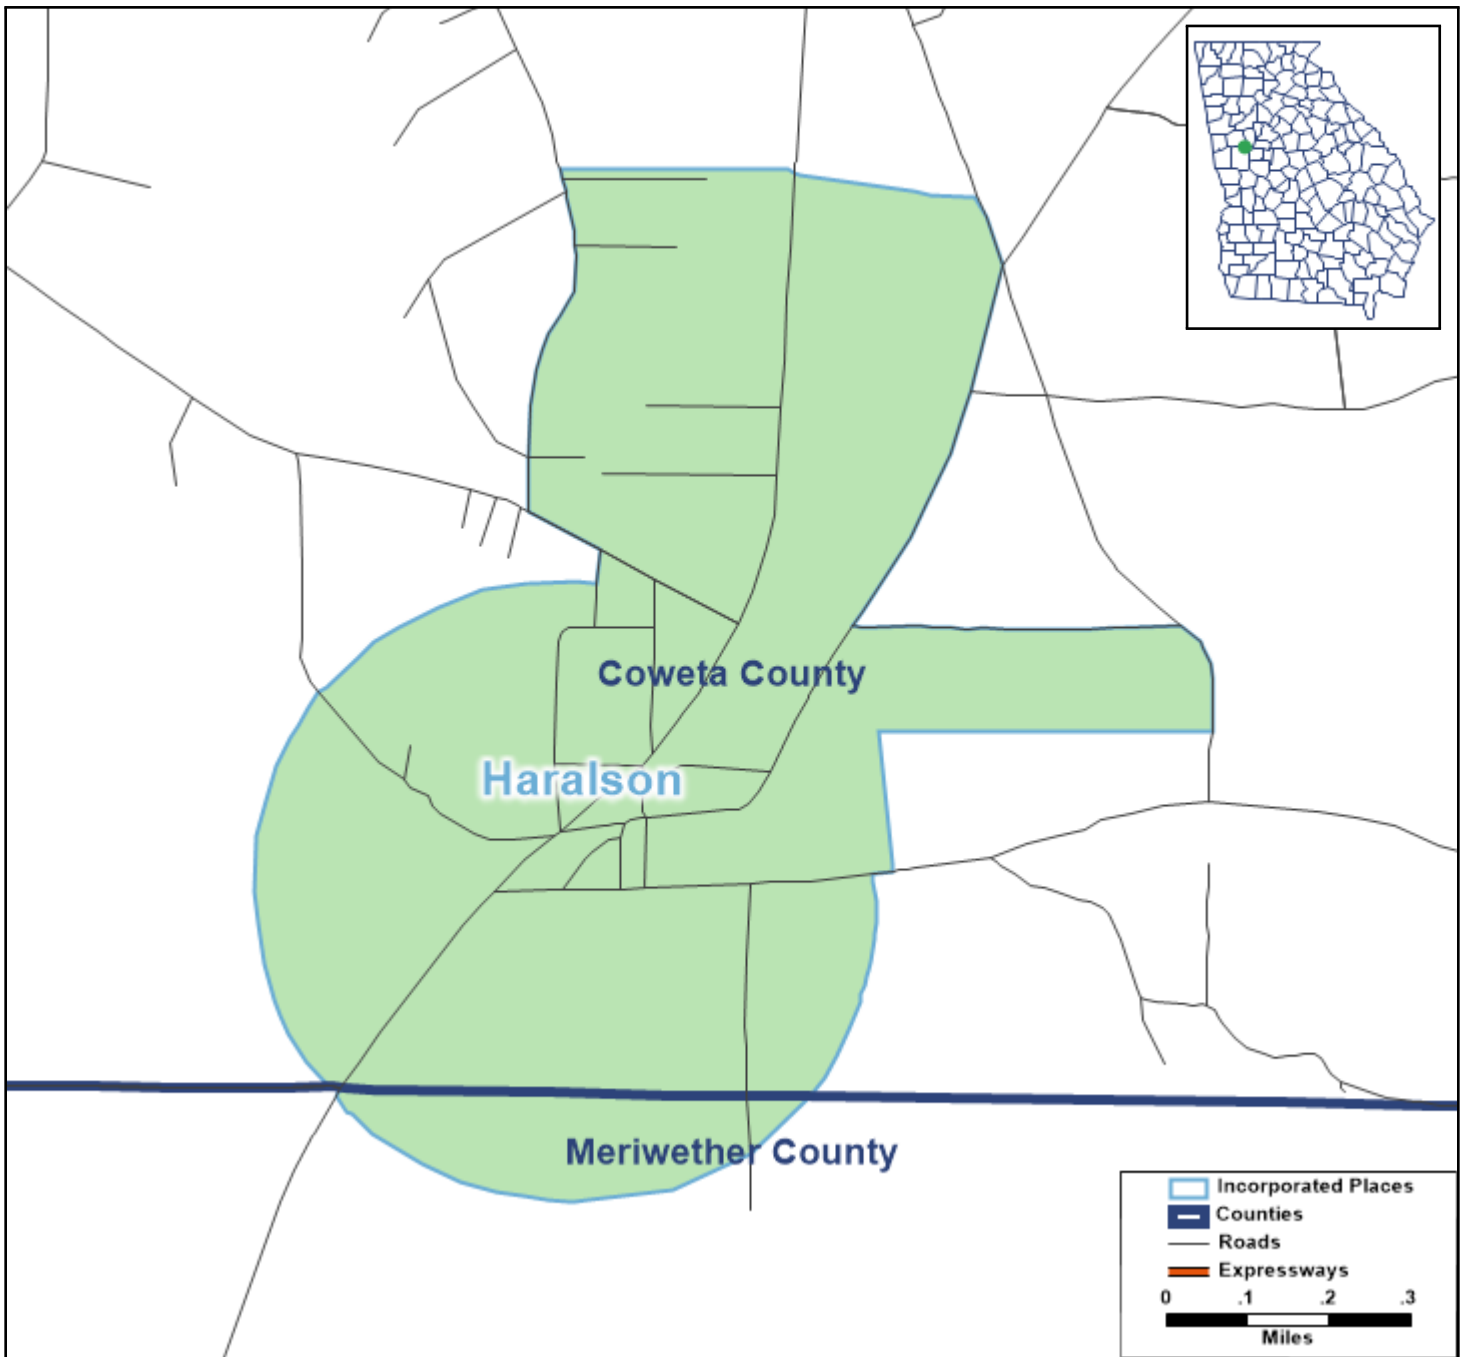 Coweta County
Haralson
Meriwether County
Incorporated Places
Counties
Roads
Expressways
0 .1 .2 .3
Miles